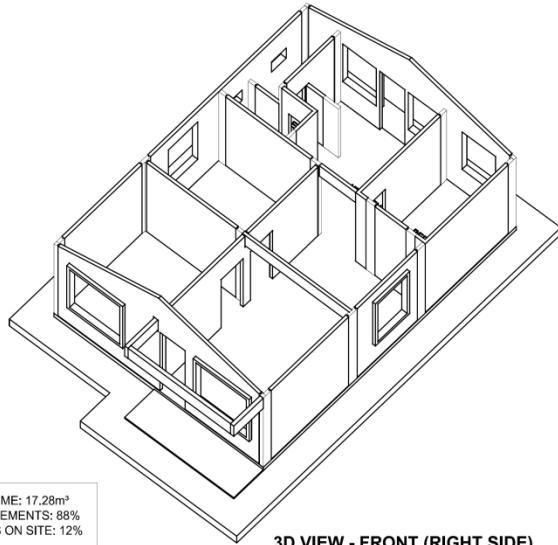 ME: 17.28m³
EMENTS: 88%
ON SITE: 12%
3D VIEW - FRONT (RIGHT SIDE)